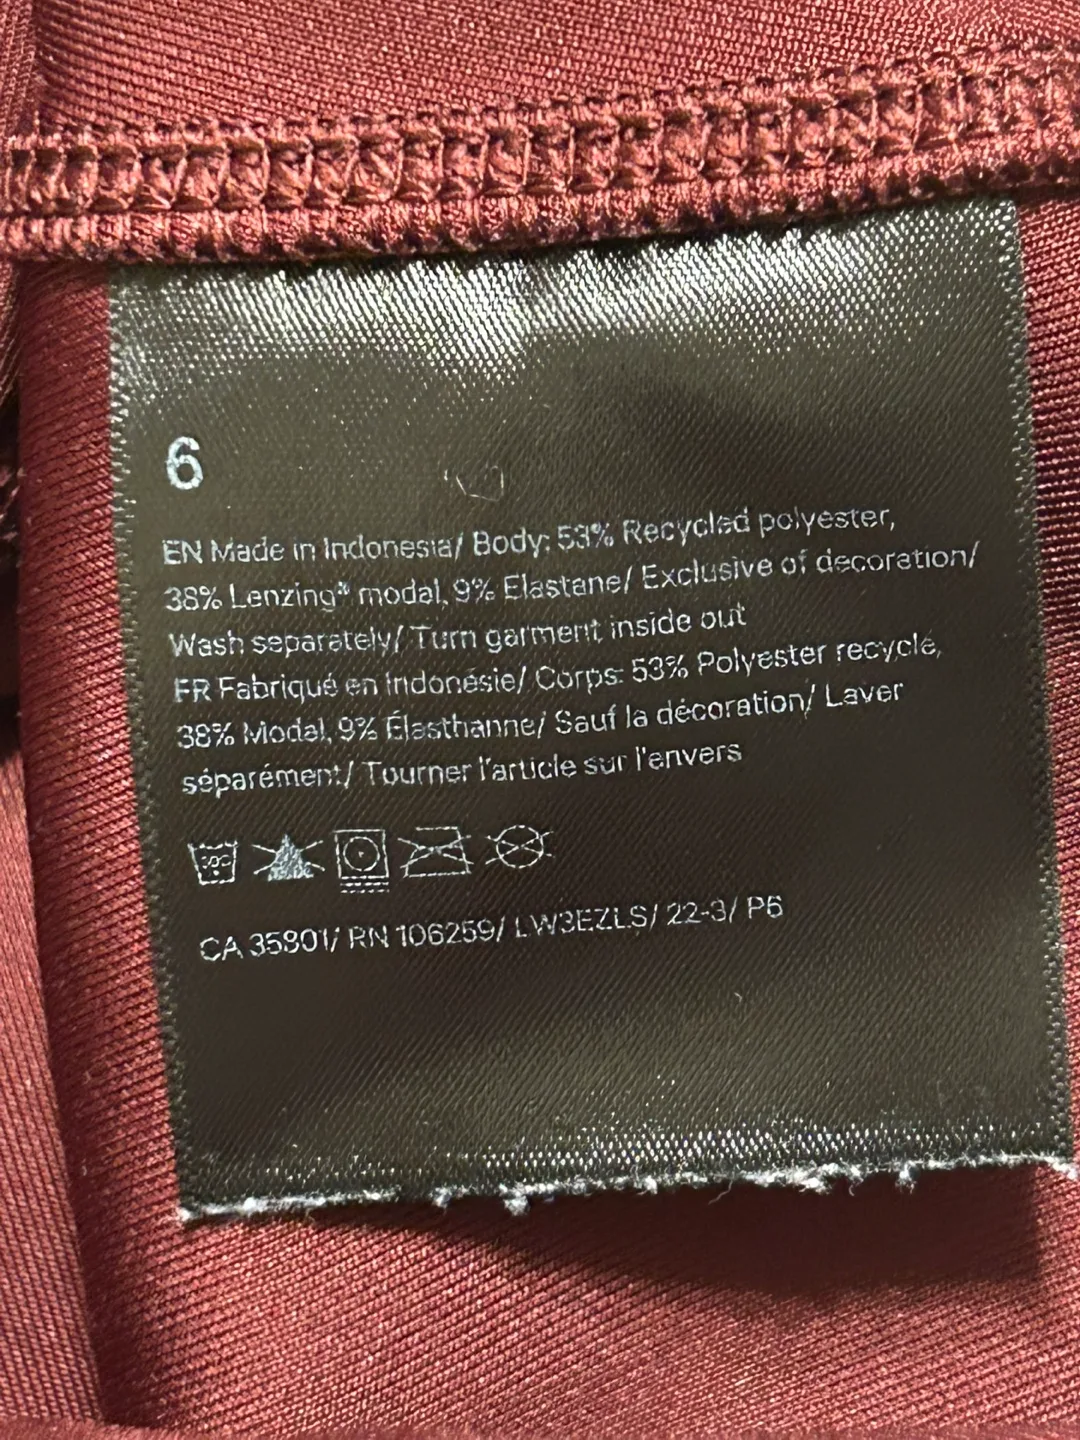 6
EN Made in Indonesia/ Body: 53% Recycled polyester,
38% Lenzing® modal, 9% Elastane/ Exclusive of decoration/
Wash separately/ Turn garment inside out
FR Fabriqué en Indonésie/ Corps: 53% Polyester recyclé,
38% Modal, 9% Élasthanne/ Sauf la décoration/ Laver
séparément/ Tourner l'article sur l'envers
30C
CA 35801/ RN 106259/ LW3EZLS/ 22-3/ P6